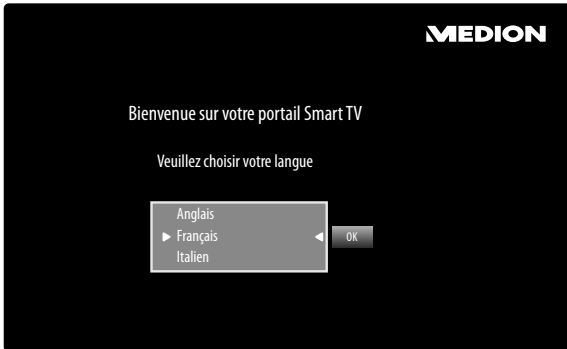 MEDION
Bienvenue sur votre portail Smart TV
Veuillez choisir votre langue
Anglais
Français
OK
Italien